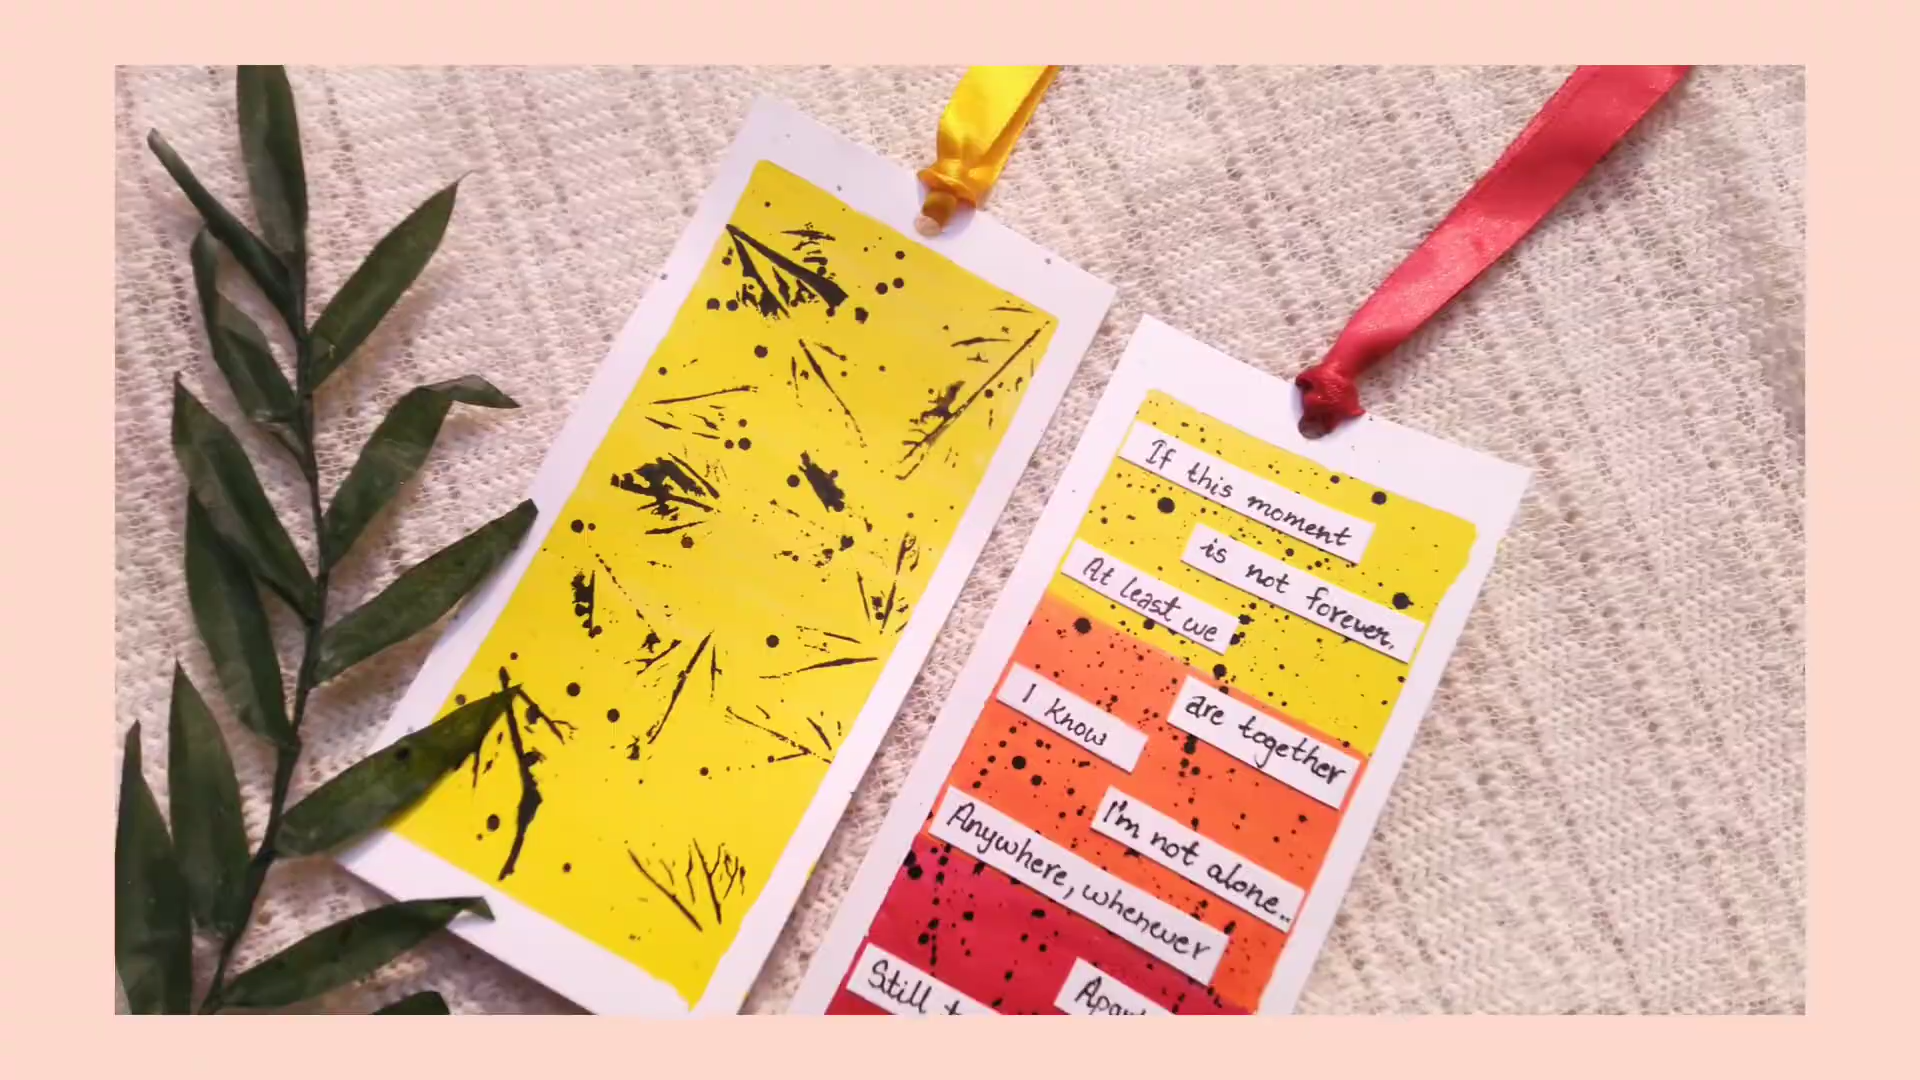 If this moment
is not forever,
At least we
are together
I know
I'm not alone..
Anywhere, whenever
Still